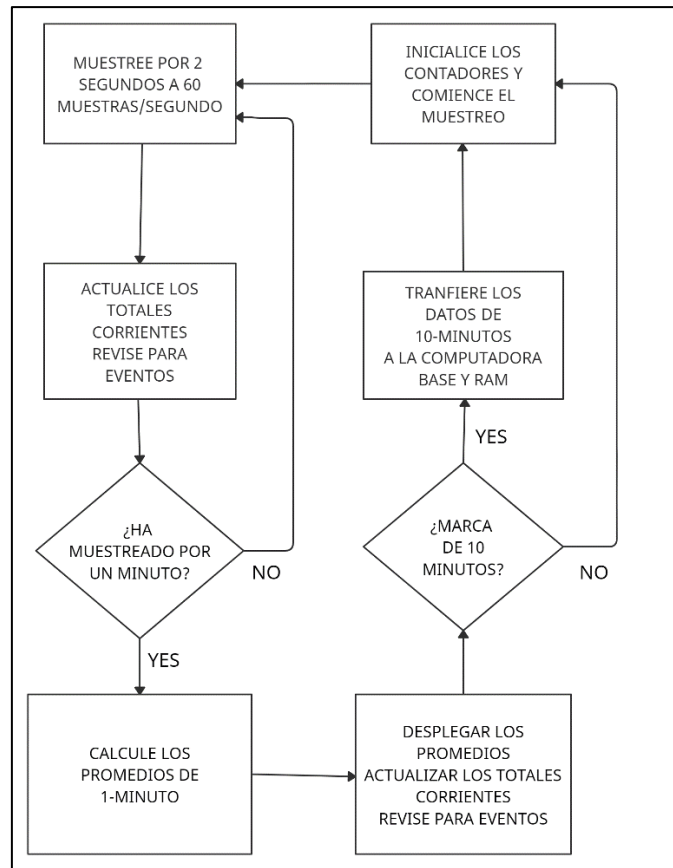 MUESTREE POR 2
SEGUNDOS A 60
MUESTRAS/SEGUNDO
INICIALICE LOS
CONTADORES Y
COMIENCE EL
MUESTREO
ACTUALICE LOS
TOTALES
CORRIENTES
REVISE PARA
EVENTOS
TRANFIERE LOS
DATOS DE
10-MINUTOS
A LA COMPUTADORA
BASE Y RAM
YES
¿HA
MUESTREADO POR
UN MINUTO?
NO
¿MARCA
DE 10
MINUTOS?
NO
YES
CALCULE LOS
PROMEDIOS DE
1-MINUTO
DESPLEGAR LOS
PROMEDIOS
ACTUALIZAR LOS TOTALES
CORRIENTES
REVISE PARA EVENTOS